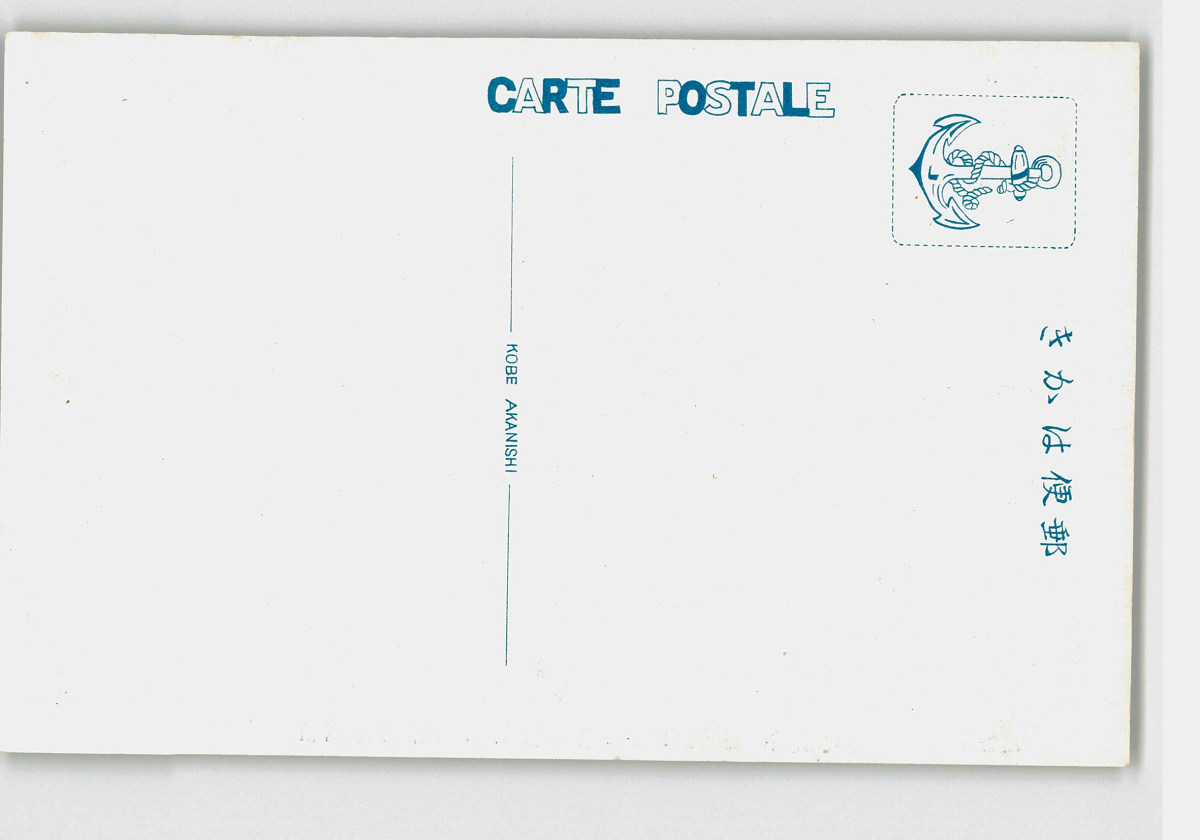 CARTE POSTALE
KOBE AKANISHI
郵便はかき